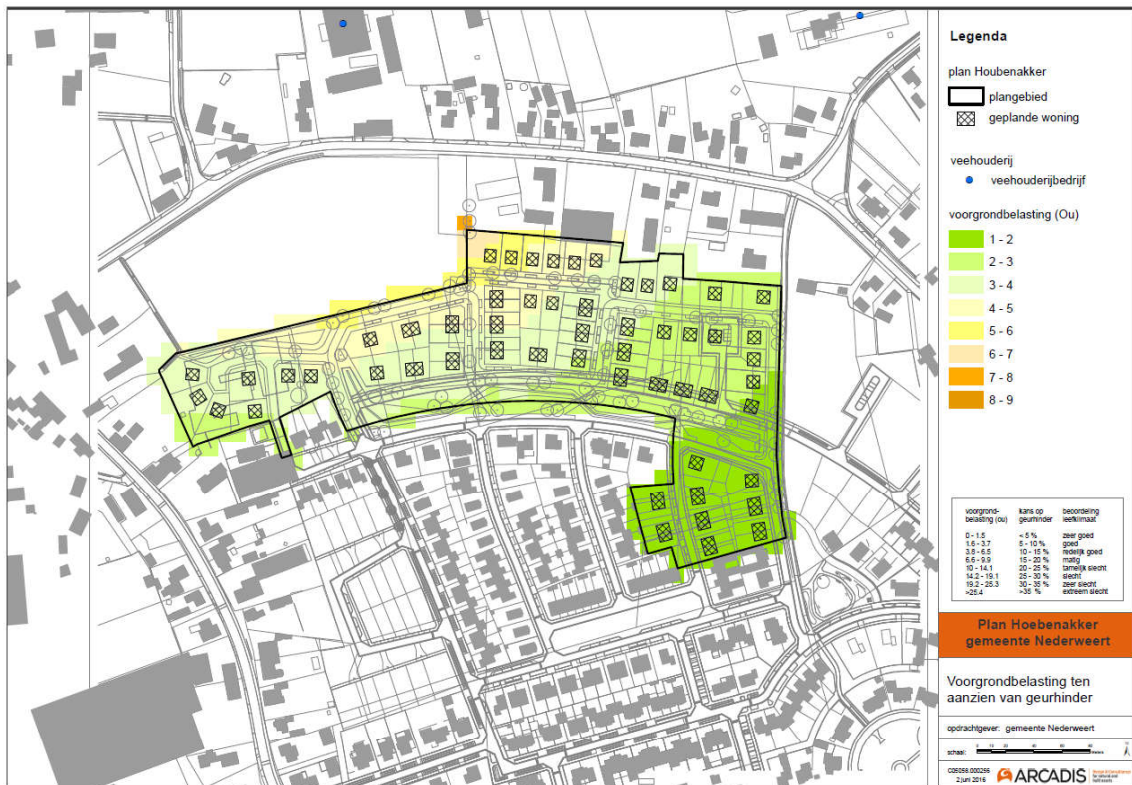 Legenda
plan Houbenakker
plangebied
geplande woning
veehouderij
veehouderijbedrijf
voorgrondbelasting (Ou)
1 - 2
2 - 3
3 - 4
4 - 5
5 - 6
6 - 7
7 - 8
8 - 9
voorgrond- kans op beoordeling
belasting (ou) geurhinder leefklimaat
0 - 1.5 < 5 % zeer goed
1.6 - 3.7 5 - 10 % goed
3.8 - 6.5 10 - 15 % redelijk goed
6.6 - 9.9 15 - 20 % matig
10 - 14.1 20 - 25 % tamelijk slecht
14.2 - 19.1 25 - 30 % slecht
19.2 - 25.3 30 - 35 % zeer slecht
>25.4 >35 % extreem slecht
Plan Hoebenakker
gemeente Nederweert
Voorgrondbelasting ten
aanzien van geurhinder
opdrachtgever: gemeente Nederweert
schaal:
2 juni 2016
ARCADIS